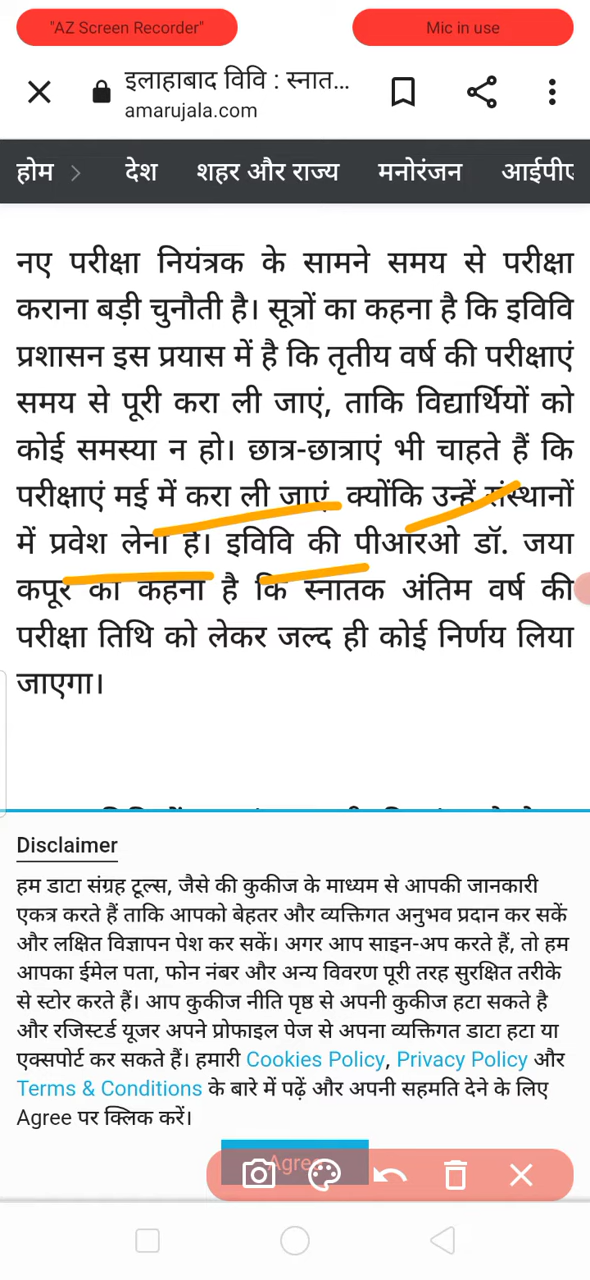 "AZ Screen Recorder"
Mic in use
इलाहाबाद विवि : स्नात...
amarujala.com
होम
देश
शहर और राज्य
मनोरंजन
नए परीक्षा नियंत्रक के सामने समय से परीक्षा
कराना बड़ी चुनौती है। सूत्रों का कहना है कि इविवि
प्रशासन इस प्रयास में है कि तृतीय वर्ष की परीक्षाएं
समय से पूरी करा ली जाएं, ताकि विद्यार्थियों को
कोई समस्या न हो। छात्र-छात्राएं भी चाहते हैं कि
परीक्षाएं मई में करा ली जाएं क्योंकि उन्हें संस्थानों
में प्रवेश लेना है। इविवि की पीआरओ डॉ. जया
कपूर का कहना है कि स्नातक अंतिम वर्ष की
परीक्षा तिथि को लेकर जल्द ही कोई निर्णय लिया
जाएगा।
Disclaimer
हम डाटा संग्रह टूल्स, जैसे की कुकीज के माध्यम से आपकी जानकारी
एकत्र करते हैं ताकि आपको बेहतर और व्यक्तिगत अनुभव प्रदान कर सकें
और लक्षित विज्ञापन पेश कर सकें। अगर आप साइन-अप करते हैं, तो हम
आपका ईमेल पता, फोन नंबर और अन्य विवरण पूरी तरह सुरक्षित तरीके
से स्टोर करते हैं। आप कुकीज नीति पृष्ठ से अपनी कुकीज हटा सकते है
और रजिस्टर्ड यूजर अपने प्रोफाइल पेज से अपना व्यक्तिगत डाटा हटा या
एक्सपोर्ट कर सकते हैं। हमारी Cookies Policy, Privacy Policy और
Terms & Conditions के बारे में पढ़ें और अपनी सहमति देने के लिए
Agree पर क्लिक करें।
Agree